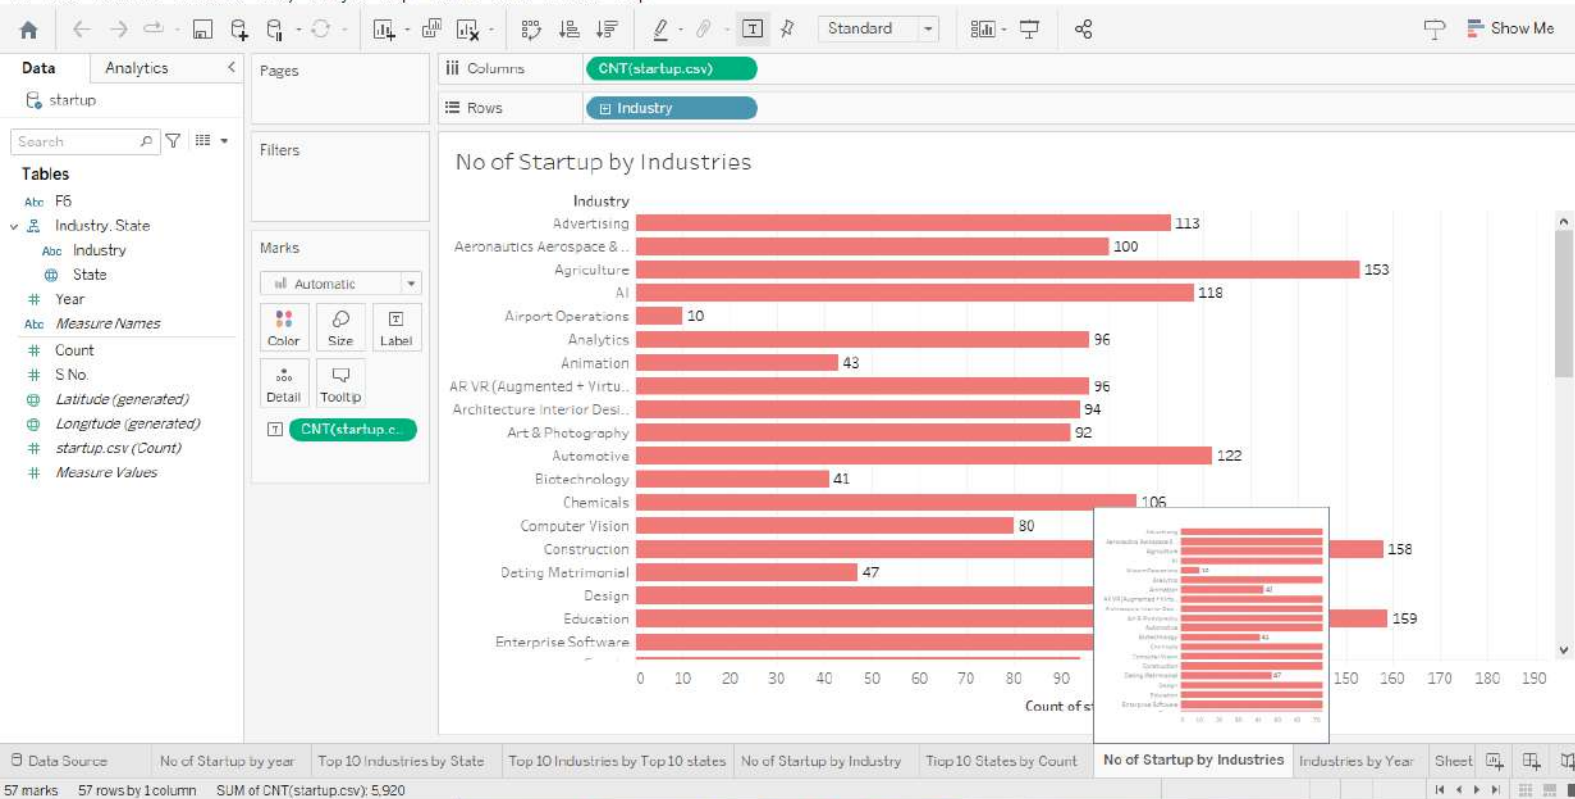 Standard
Show Me
Data
Analytics
Pages
Columns
CNT(startup.csv)
startup
Rows
Industry
Search
Filters
Tables
Abc F6
Industry, State
Abc Industry
State
# Year
Abc Measure Names
# Count
# S No.
Latitude (generated)
Longitude (generated)
# startup.csv (Count)
# Measure Values
Marks
Automatic
Color
Size
Label
Detail
Tooltip
CNT(startup.c..
No of Startup by Industries
Industry
Advertising 113
Aeronautics Aerospace & .. 100
Agriculture 153
AI 118
Airport Operations 10
Analytics 96
Animation 43
AR VR (Augmented + Virtu.. 96
Architecture Interior Desi.. 94
Art & Photography 92
Automotive 122
Biotechnology 41
Chemicals 106
Computer Vision 80
Construction 158
Dating Matrimonial 47
Design
Education 159
Enterprise Software
0 10 20 30 40 50 60 70 80 90 150 160 170 180 190
Count of st
Data Source
No of Startup by year
Top 10 Industries by State
Top 10 Industries by Top 10 states
No of Startup by Industry
Tiop 10 States by Count
No of Startup by Industries
Industries by Year
Sheet
57 marks 57 rows by 1 column SUM of CNT(startup.csv): 5,920